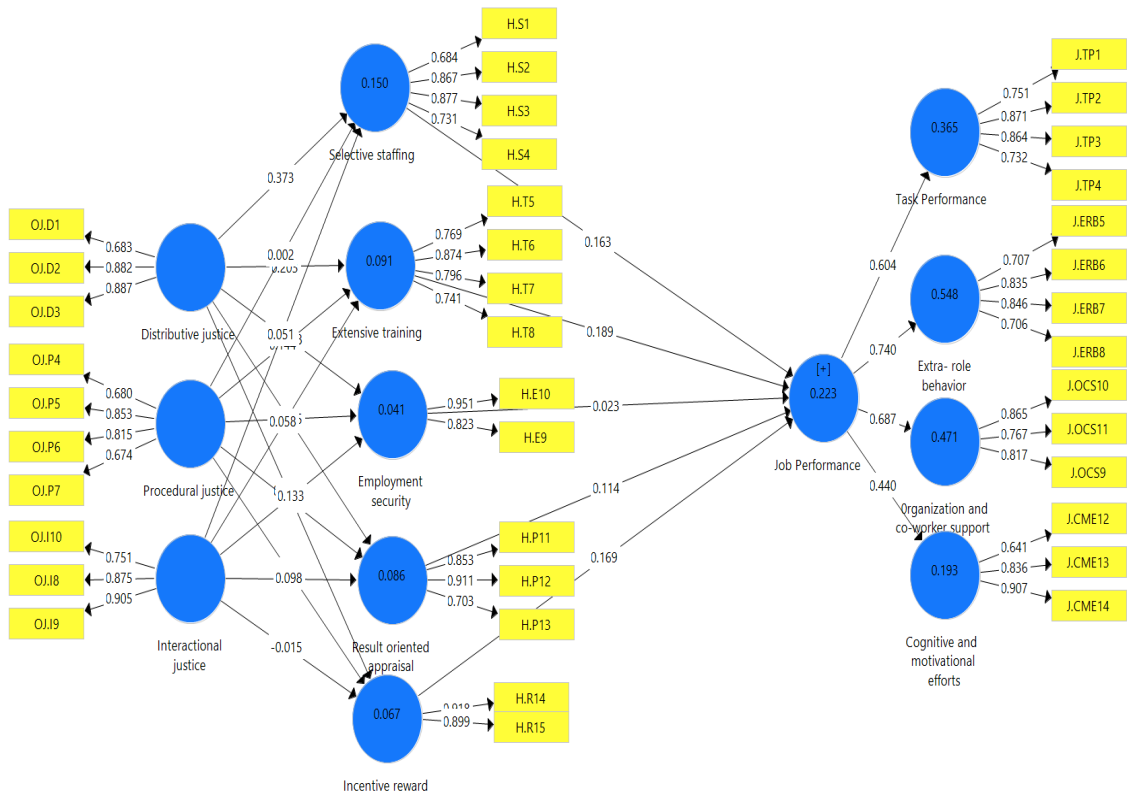 H.S1
0.684
H.S2
0.867
0.150
0.877
H.S3
0.731
Selective staffing
H.S4
J.TP1
0.751
J.TP2
0.871
0.365
0.864
J.TP3
0.732
Task Performance
J.TP4
0.373
0.163
0.604
OJ.D1
0.683
OJ.D2
0.882
0.887
OJ.D3
Distributive justice
0.002
H.T5
0.769
H.T6
0.874
0.091
0.796
H.T7
0.741
Extensive training
H.T8
0.189
J.ERB5
0.707
J.ERB6
0.835
0.548
0.846
J.ERB7
0.706
J.ERB8
Extra- role
behavior
0.740
0.051
OJ.P4
0.680
OJ.P5
0.853
0.815
OJ.P6
0.674
OJ.P7
Procedural justice
0.058
0.951
H.E10
0.041
0.823
H.E9
Employment
security
0.023
[+]
0.223
Job Performance
0.687
J.OCS10
0.865
J.OCS11
0.767
0.471
0.817
J.OCS9
Organization and
co-worker support
0.440
0.133
0.114
OJ.I10
0.751
OJ.I8
0.875
0.905
OJ.I9
Interactional
justice
0.098
H.P11
0.853
H.P12
0.086
0.911
0.703
H.P13
Result oriented
appraisal
0.169
J.CME12
0.641
J.CME13
0.836
0.193
0.907
J.CME14
Cognitive and
motivational
efforts
-0.015
0.067
H.R14
0.918
0.899
H.R15
Incentive reward